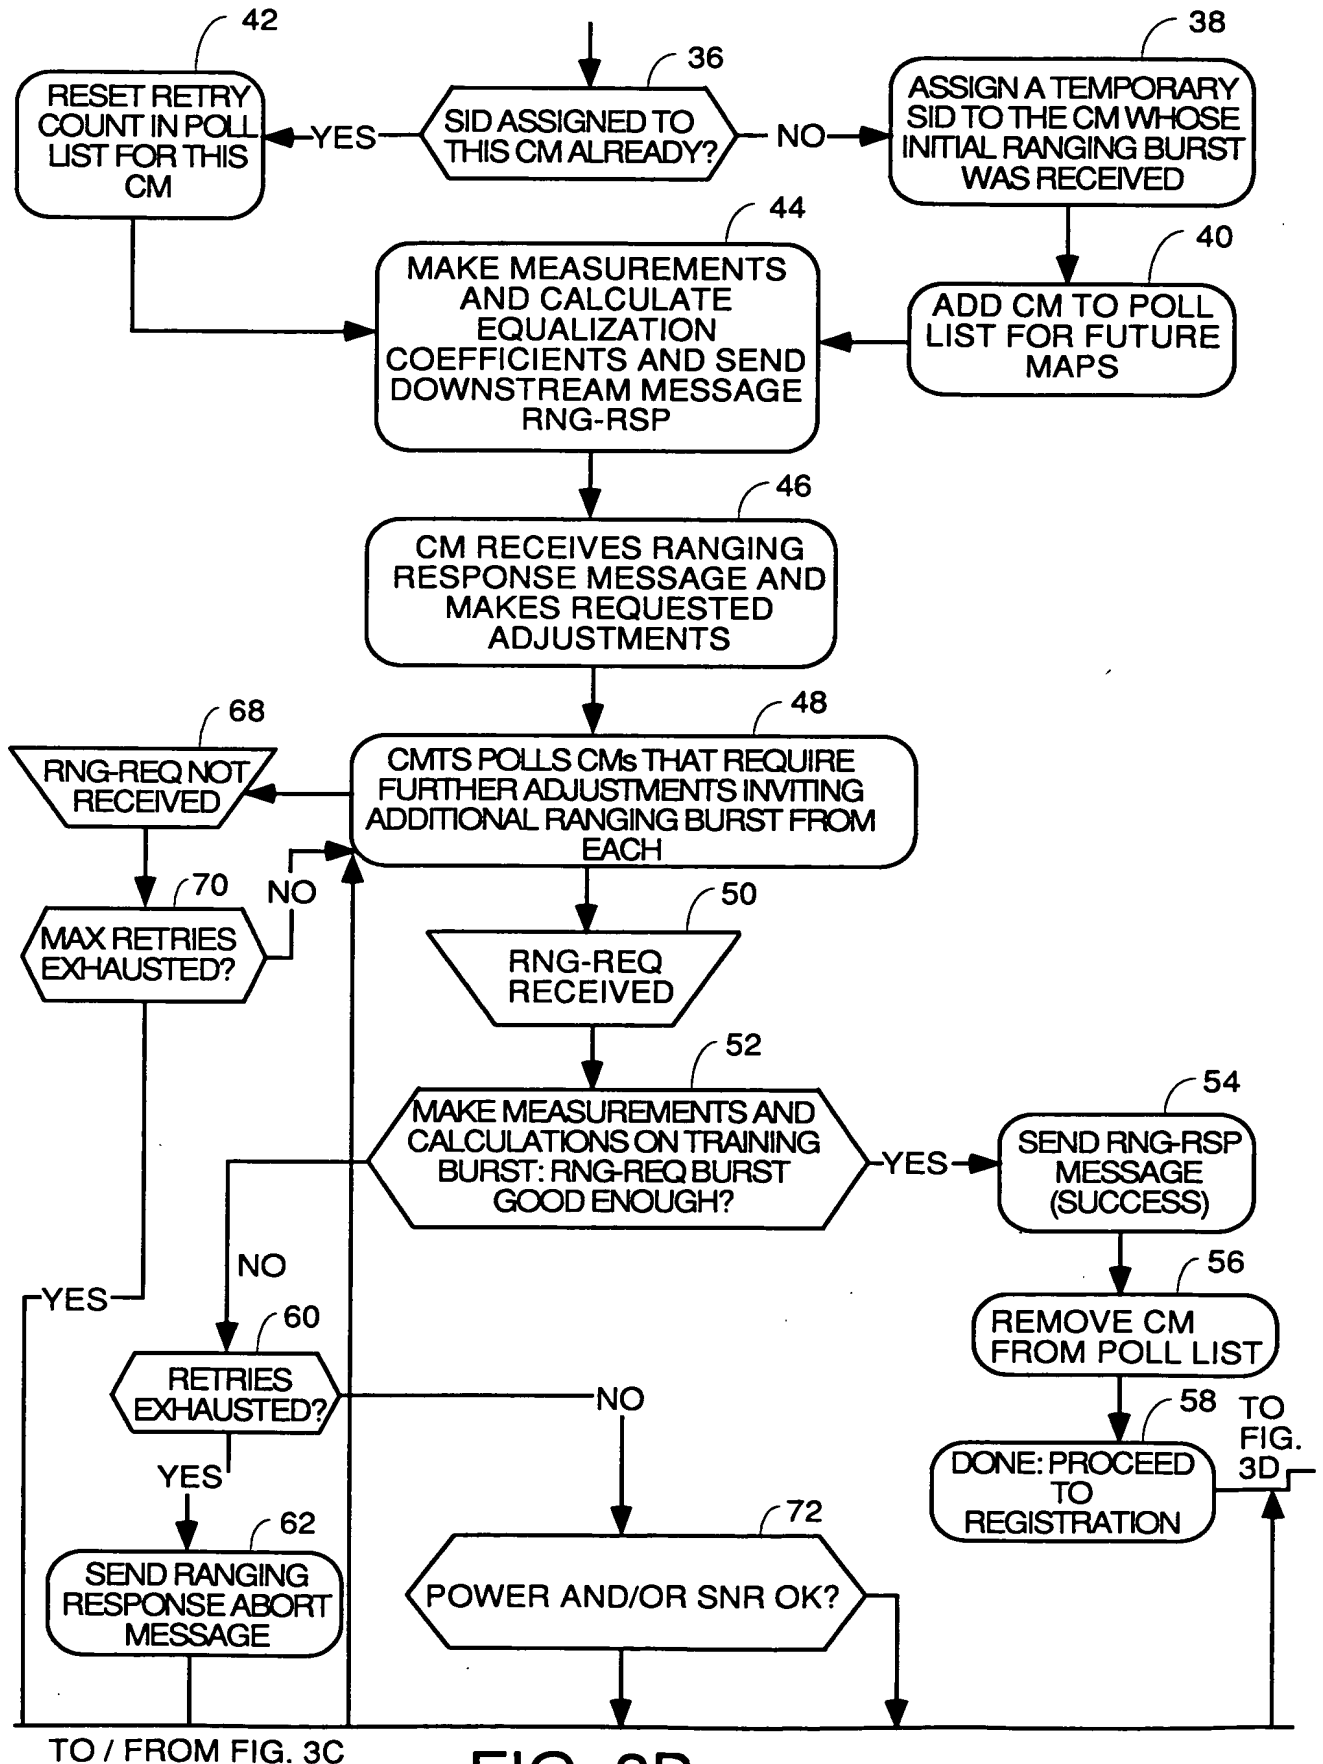 42
36
38
RESET RETRY
COUNT IN POLL
LIST FOR THIS
CM
YES
SID ASSIGNED TO
THIS CM ALREADY?
NO
ASSIGN A TEMPORARY
SID TO THE CM WHOSE
INITIAL RANGING BURST
WAS RECEIVED
44
40
MAKE MEASUREMENTS
AND CALCULATE
EQUALIZATION
COEFFICIENTS AND SEND
DOWNSTREAM MESSAGE
RNG-RSP
ADD CM TO POLL
LIST FOR FUTURE
MAPS
46
CM RECEIVES RANGING
RESPONSE MESSAGE AND
MAKES REQUESTED
ADJUSTMENTS
68
48
RNG-REQ NOT
RECEIVED
CMTS POLLS CMs THAT REQUIRE
FURTHER ADJUSTMENTS INVITING
ADDITIONAL RANGING BURST FROM
EACH
70
NO
50
MAX RETRIES
EXHAUSTED?
RNG-REQ
RECEIVED
52
MAKE MEASUREMENTS AND
CALCULATIONS ON TRAINING
BURST: RNG-REQ BURST
GOOD ENOUGH?
YES
54
SEND RNG-RSP
MESSAGE
(SUCCESS)
NO
YES
56
REMOVE CM
FROM POLL LIST
60
RETRIES
EXHAUSTED?
NO
58
TO
FIG.
3D
DONE: PROCEED
TO
REGISTRATION
YES
62
SEND RANGING
RESPONSE ABORT
MESSAGE
72
POWER AND/OR SNR OK?
TO / FROM FIG. 3C